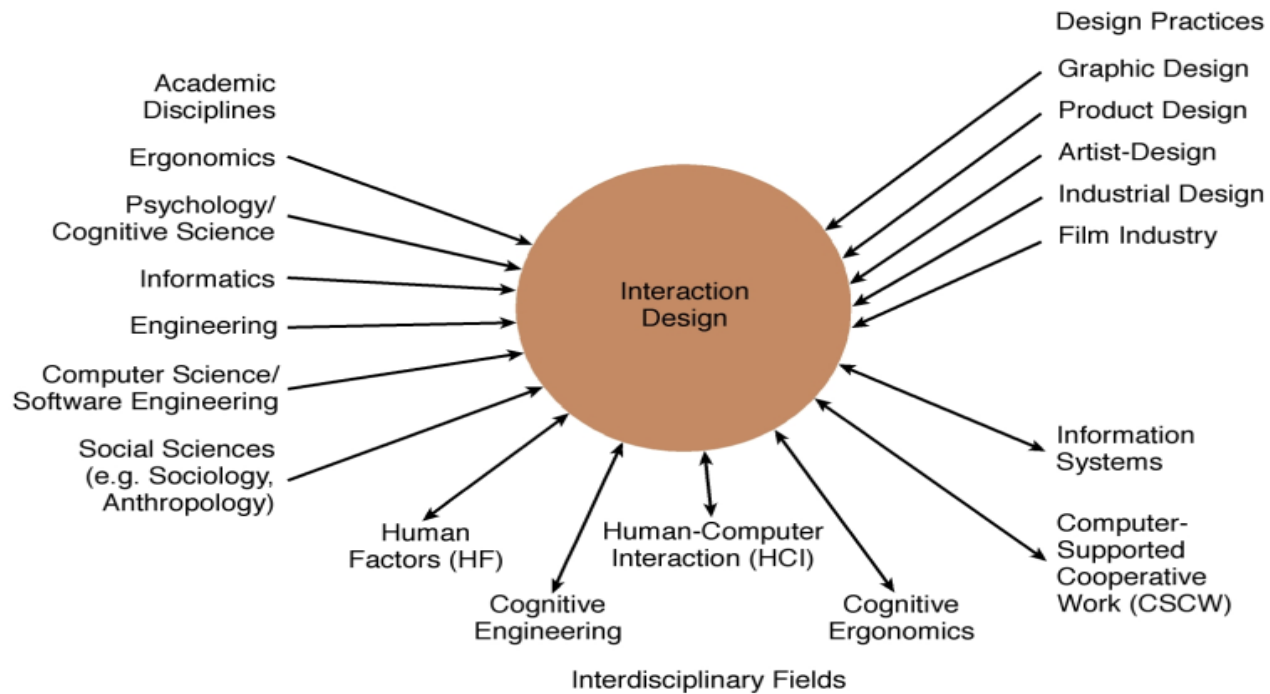 Academic
Disciplines
Ergonomics
Psychology/
Cognitive Science
Informatics
Engineering
Computer Science/
Software Engineering
Social Sciences
(e.g. Sociology,
Anthropology)
Interaction
Design
Design Practices
Graphic Design
Product Design
Artist-Design
Industrial Design
Film Industry
Information
Systems
Computer-
Supported
Cooperative
Work (CSCW)
Human
Factors (HF)
Cognitive
Engineering
Human-Computer
Interaction (HCI)
Cognitive
Ergonomics
Interdisciplinary Fields